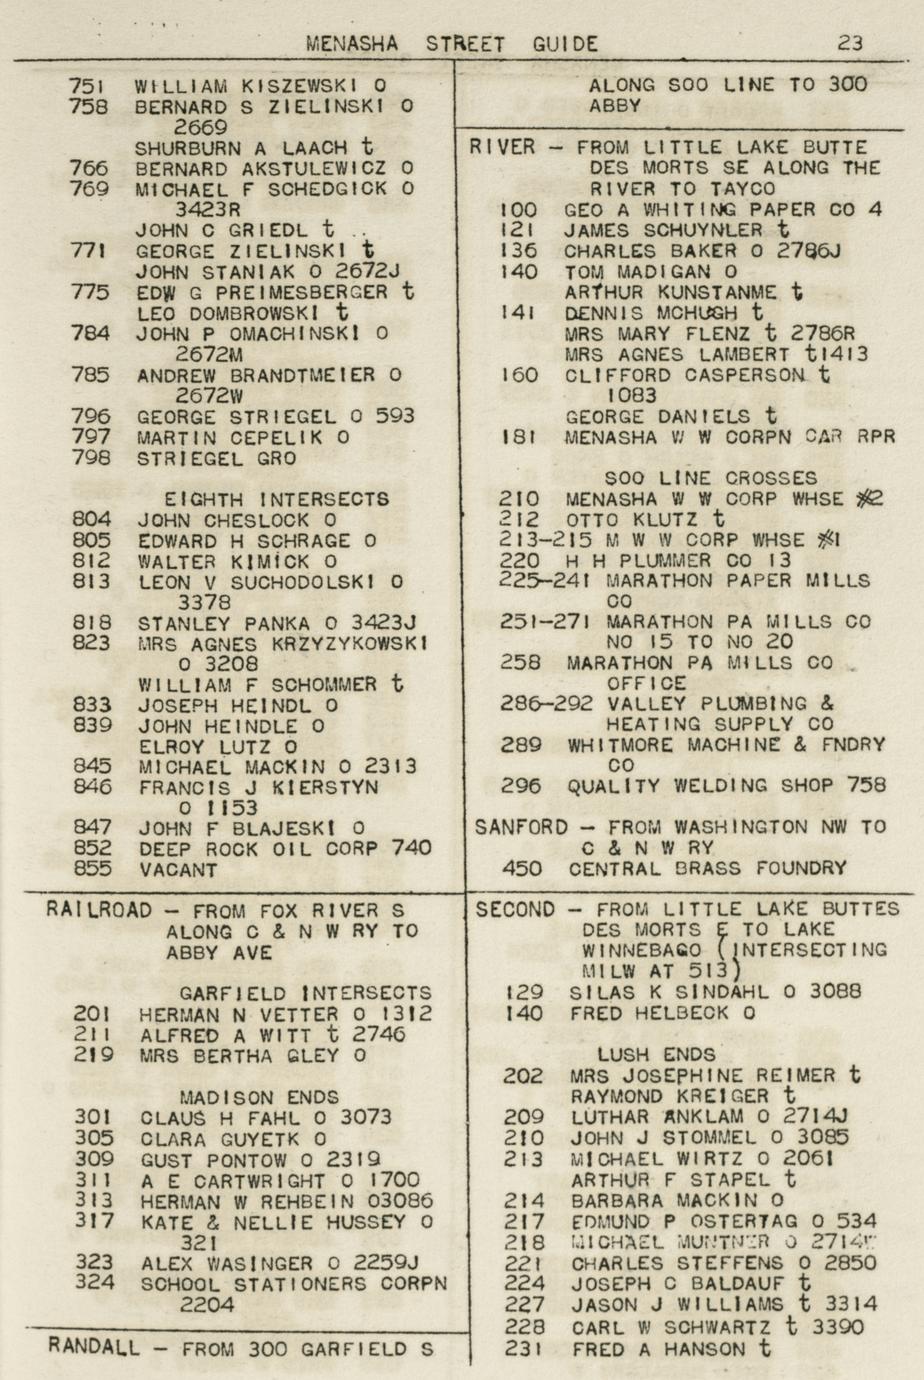 MENASHA STREET GUIDE 23
751 WILLIAM KISZEWSKI O
758 BERNARD S ZIELINSKI O
2669
SHURBURN A LAACH t
766 BERNARD AKSTULEWICZ O
769 MICHAEL F SCHEDGICK O
3423R
JOHN C GRIEDL t
771 GEORGE ZIELINSKI t
JOHN STANIAK O 2672J
775 EDW G PREIMESBERGER t
LEO DOMBROWSKI t
784 JOHN P OMACHINSKI O
2672M
785 ANDREW BRANDTMEIER O
2672W
796 GEORGE STRIEGEL O 593
797 MARTIN CEPELIK O
798 STRIEGEL GRO
EIGHTH INTERSECTS
804 JOHN CHESLOCK O
805 EDWARD H SCHRAGE O
812 WALTER KIMICK O
813 LEON V SUCHODOLSKI O
3378
818 STANLEY PANKA O 3423J
823 MRS AGNES KRZYZYKOWSKI
O 3208
WILLIAM F SCHOMMER t
833 JOSEPH HEINDL O
839 JOHN HEINDLE O
ELROY LUTZ O
845 MICHAEL MACKIN O 2313
846 FRANCIS J KIERSTYN
O 1153
847 JOHN F BLAJESKI O
852 DEEP ROCK OIL CORP 740
855 VACANT
RAILROAD – FROM FOX RIVER S
ALONG C & N W RY TO
ABBY AVE
GARFIELD INTERSECTS
201 HERMAN N VETTER O 1312
211 ALFRED A WITT t 2746
219 MRS BERTHA GLEY O
MADISON ENDS
301 CLAUS H FAHL O 3073
305 CLARA GUYETK O
309 GUST PONTOW O 2319
311 A E CARTWRIGHT O 1700
313 HERMAN W REHBEIN O3086
317 KATE & NELLIE HUSSEY O
321
323 ALEX WASINGER O 2259J
324 SCHOOL STATIONERS CORPN
2204
RANDALL – FROM 300 GARFIELD S
ALONG SOO LINE TO 300
ABBY
RIVER – FROM LITTLE LAKE BUTTE
DES MORTS SE ALONG THE
RIVER TO TAYCO
100 GEO A WHITING PAPER CO 4
121 JAMES SCHUYNLER t
136 CHARLES BAKER O 2786J
140 TOM MADIGAN O
ARTHUR KUNSTANME t
141 DENNIS MCHUGH t
MRS MARY FLENZ t 2786R
MRS AGNES LAMBERT t1413
160 CLIFFORD CASPERSON t
1083
GEORGE DANIELS t
181 MENASHA W W CORPN CAR RPR
SOO LINE CROSSES
210 MENASHA W W CORP WHSE #2
212 OTTO KLUTZ t
213–215 M W W CORP WHSE #1
220 H H PLUMMER CO 13
225–241 MARATHON PAPER MILLS
CO
251–271 MARATHON PA MILLS CO
NO 15 TO NO 20
258 MARATHON PA MILLS CO
OFFICE
286–292 VALLEY PLUMBING &
HEATING SUPPLY CO
289 WHITMORE MACHINE & FNDRY
CO
296 QUALITY WELDING SHOP 758
SANFORD – FROM WASHINGTON NW TO
C & N W RY
450 CENTRAL BRASS FOUNDRY
SECOND – FROM LITTLE LAKE BUTTES
DES MORTS E TO LAKE
WINNEBAGO (INTERSECTING
MILW AT 513)
129 SILAS K SINDAHL O 3088
140 FRED HELBECK O
LUSH ENDS
202 MRS JOSEPHINE REIMER t
RAYMOND KREIGER t
209 LUTHAR ANKLAM O 2714J
210 JOHN J STOMMEL O 3085
213 MICHAEL WIRTZ O 2061
ARTHUR F STAPEL t
214 BARBARA MACKIN O
217 EDMUND P OSTERTAG O 534
218 MICHAEL MUNTNER O
221 CHARLES STEFFENS O 2850
224 JOSEPH C BALDAUF t
227 JASON J WILLIAMS t 3314
228 CARL W SCHWARTZ t 3390
231 FRED A HANSON t